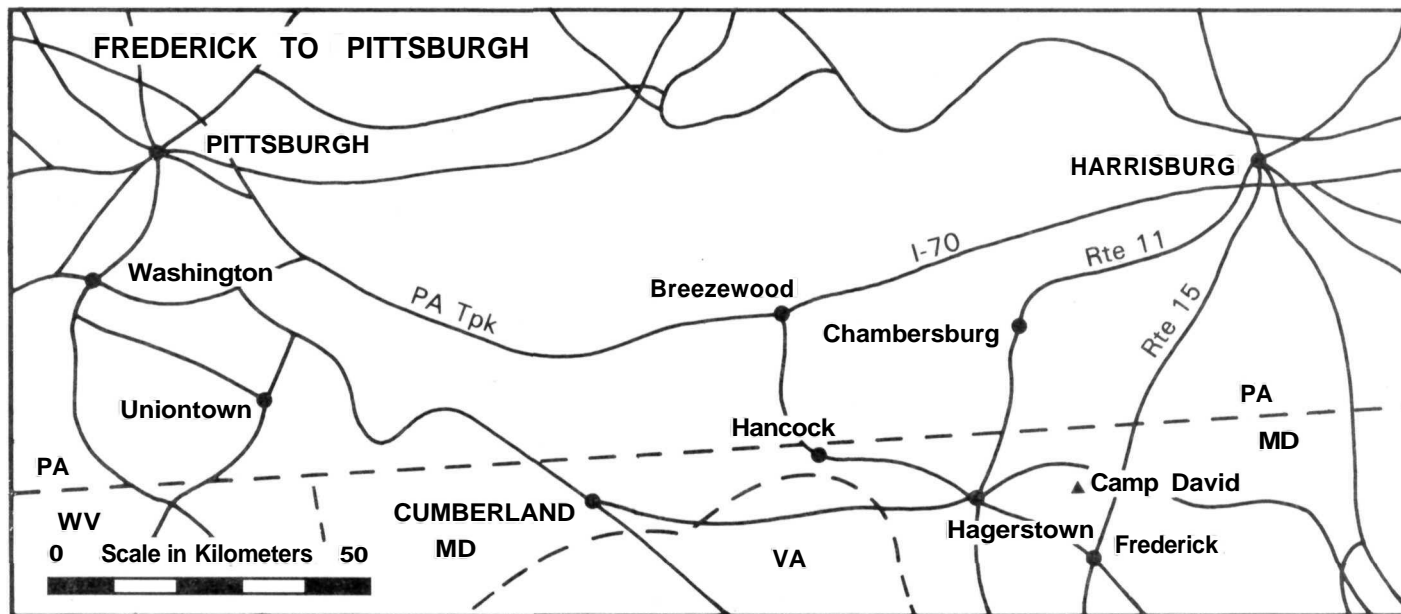 FREDERICK TO PITTSBURGH
PITTSBURGH
HARRISBURG
I-70
Rte 11
Washington
Breezewood
PA Tpk
Chambersburg
Rte 15
Uniontown
PA
Hancock
MD
PA
Camp David
WV
CUMBERLAND
Hagerstown
MD
Frederick
0 Scale in Kilometers 50
VA